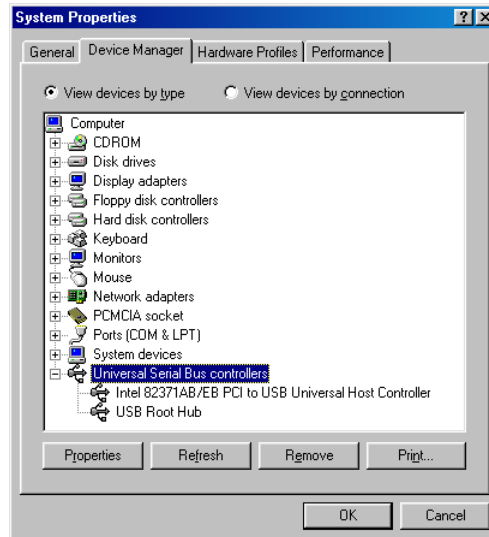 System Properties
General Device Manager Hardware Profiles Performance
View devices by type View devices by connection
Computer
CDROM
Disk drives
Display adapters
Floppy disk controllers
Hard disk controllers
Keyboard
Monitors
Mouse
Network adapters
PCMCIA socket
Ports (COM & LPT)
System devices
Universal Serial Bus controllers
Intel 82371AB/EB PCI to USB Universal Host Controller
USB Root Hub
Properties Refresh Remove Print...
OK Cancel